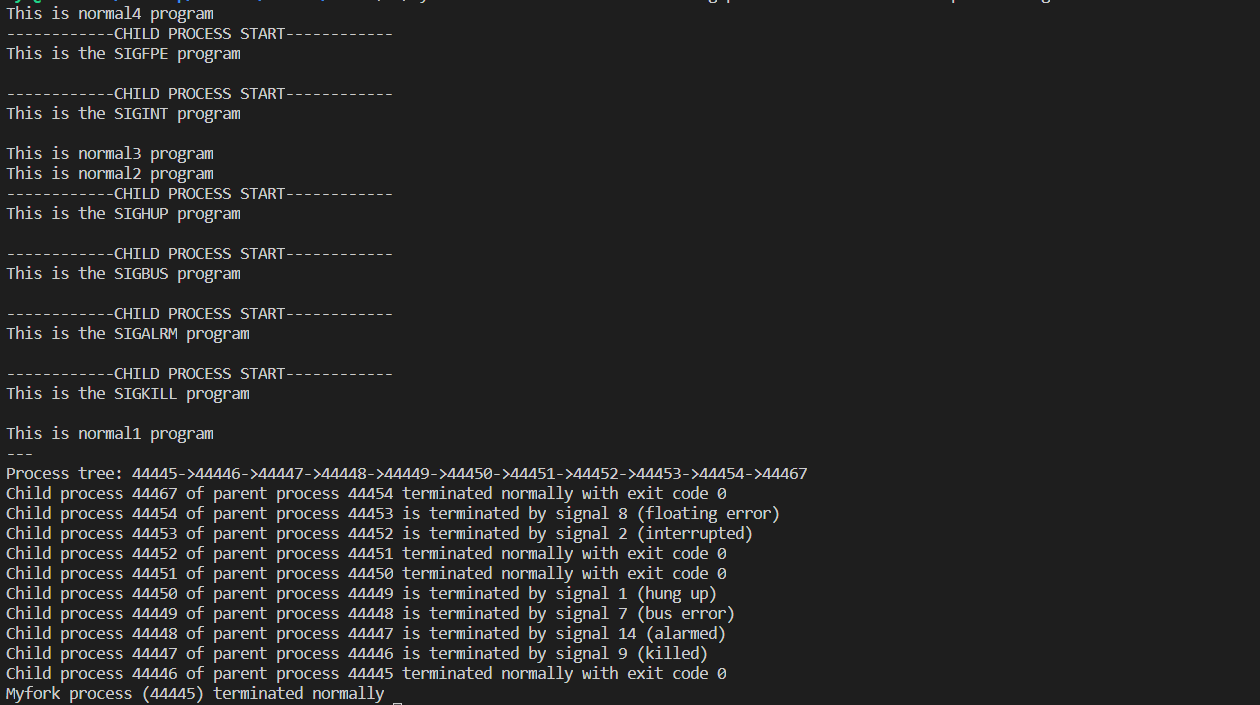 This is normal4 program
------------CHILD PROCESS START------------
This is the SIGFPE program
------------CHILD PROCESS START------------
This is the SIGINT program
This is normal3 program
This is normal2 program
------------CHILD PROCESS START------------
This is the SIGHUP program
------------CHILD PROCESS START------------
This is the SIGBUS program
------------CHILD PROCESS START------------
This is the SIGALRM program
------------CHILD PROCESS START------------
This is the SIGKILL program
This is normal1 program
---
Process tree: 44445->44446->44447->44448->44449->44450->44451->44452->44453->44454->44467
Child process 44467 of parent process 44454 terminated normally with exit code 0
Child process 44454 of parent process 44453 is terminated by signal 8 (floating error)
Child process 44453 of parent process 44452 is terminated by signal 2 (interrupted)
Child process 44452 of parent process 44451 terminated normally with exit code 0
Child process 44451 of parent process 44450 terminated normally with exit code 0
Child process 44450 of parent process 44449 is terminated by signal 1 (hung up)
Child process 44449 of parent process 44448 is terminated by signal 7 (bus error)
Child process 44448 of parent process 44447 is terminated by signal 14 (alarmed)
Child process 44447 of parent process 44446 is terminated by signal 9 (killed)
Child process 44446 of parent process 44445 terminated normally with exit code 0
Myfork process (44445) terminated normally